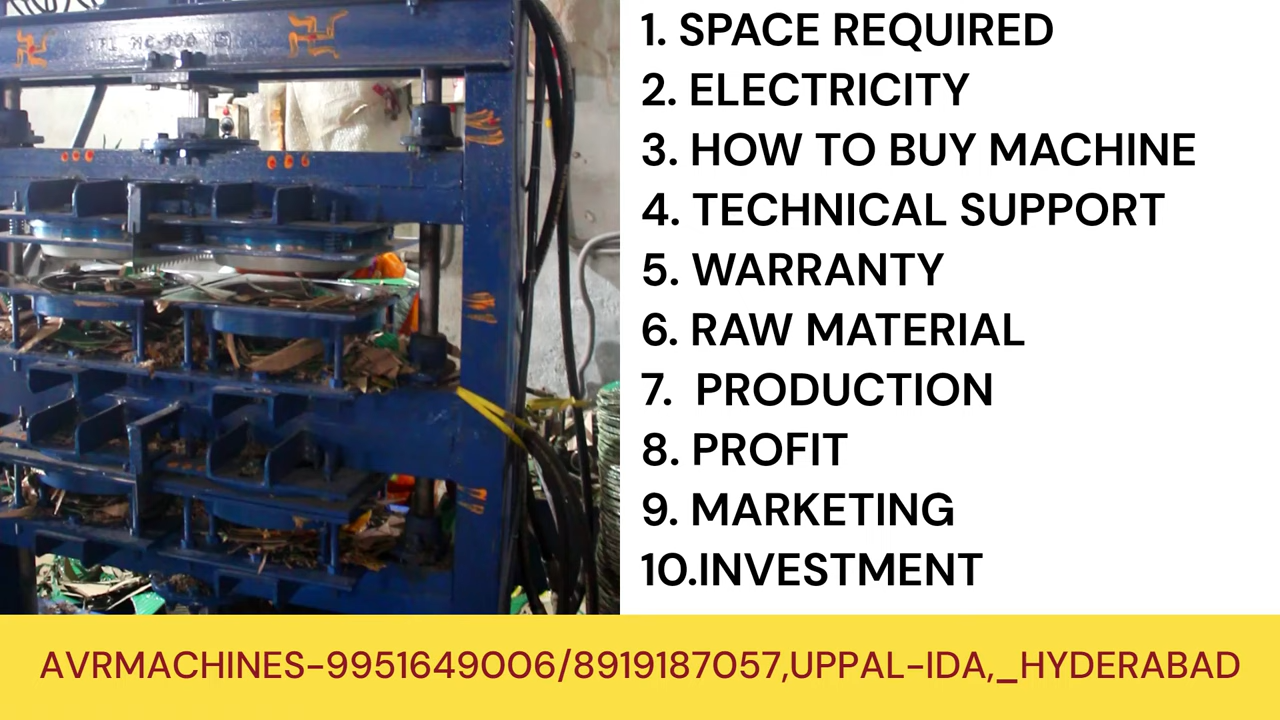 1. SPACE REQUIRED
2. ELECTRICITY
3. HOW TO BUY MACHINE
4. TECHNICAL SUPPORT
5. WARRANTY
6. RAW MATERIAL
7. PRODUCTION
8. PROFIT
9. MARKETING
10.INVESTMENT
AVRMACHINES-9951649006/8919187057,UPPAL-IDA,_HYDERABAD